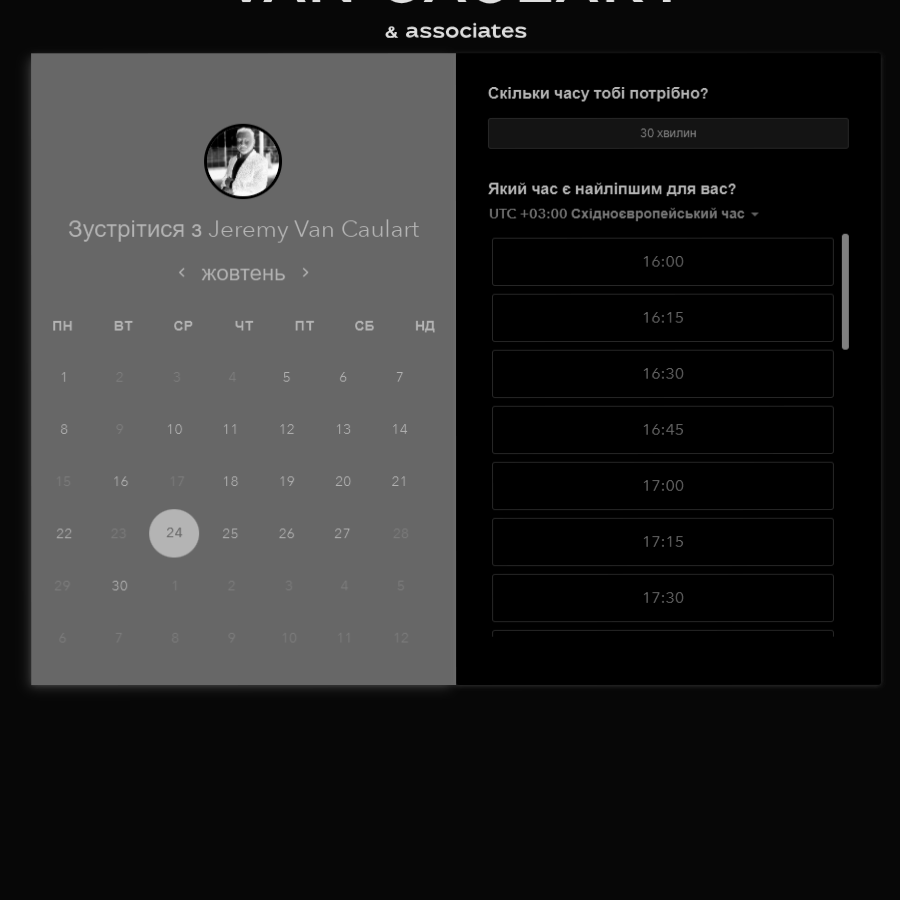 VAN CAULART
& associates
Зустрітися з Jeremy Van Caulart
жовтень
ПН ВТ СР ЧТ ПТ СБ НД
1 2 3 4 5 6 7
8 9 10 11 12 13 14
15 16 17 18 19 20 21
22 23 24 25 26 27 28
29 30 1 2 3 4 5
6 7 8 9 10 11 12
Скільки часу тобі потрібно?
30 хвилин
Який час є найліпшим для вас?
UTC +03:00 Східноєвропейський час
16:00
16:15
16:30
16:45
17:00
17:15
17:30